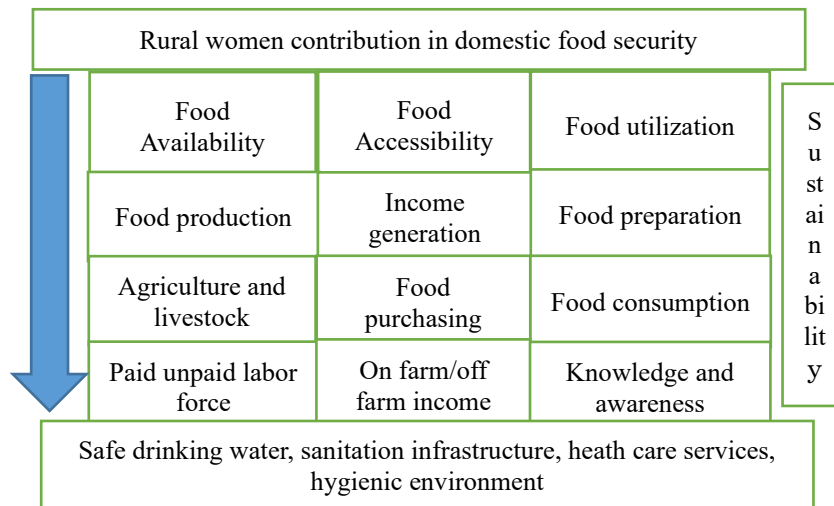 Rural women contribution in domestic food security
Food
Availability
Food
Accessibility
Food utilization
Food production
Income
generation
Food preparation
Agriculture and
livestock
Food
purchasing
Food consumption
Paid unpaid labor
force
On farm/off
farm income
Knowledge and
awareness
S
u
st
ai
n
a
bi
lit
y
Safe drinking water, sanitation infrastructure, heath care services,
hygienic environment